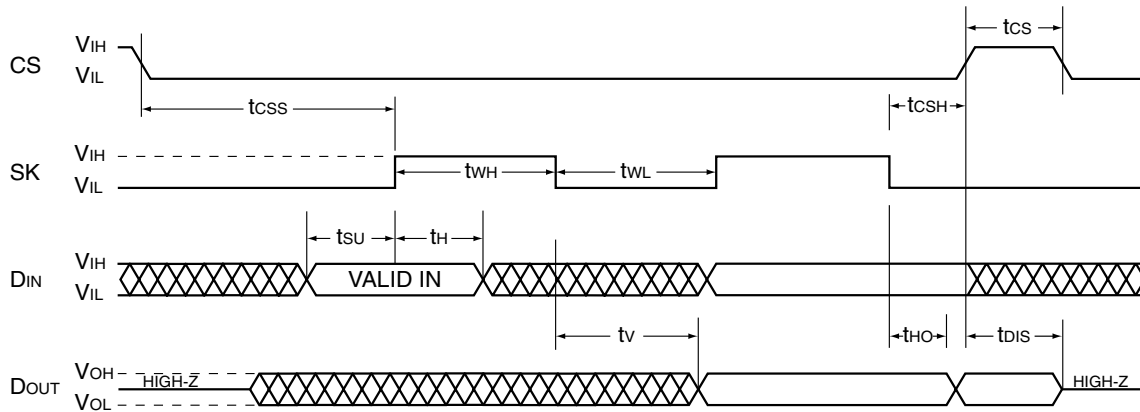 CS
VIH
VIL
tCS
tCSS
tCSH
SK
VIH
VIL
tWH
tWL
tSU
tH
DIN
VIH
VIL
VALID IN
tV
tHO
tDIS
DOUT
VOH
VOL
HIGH-Z
HIGH-Z